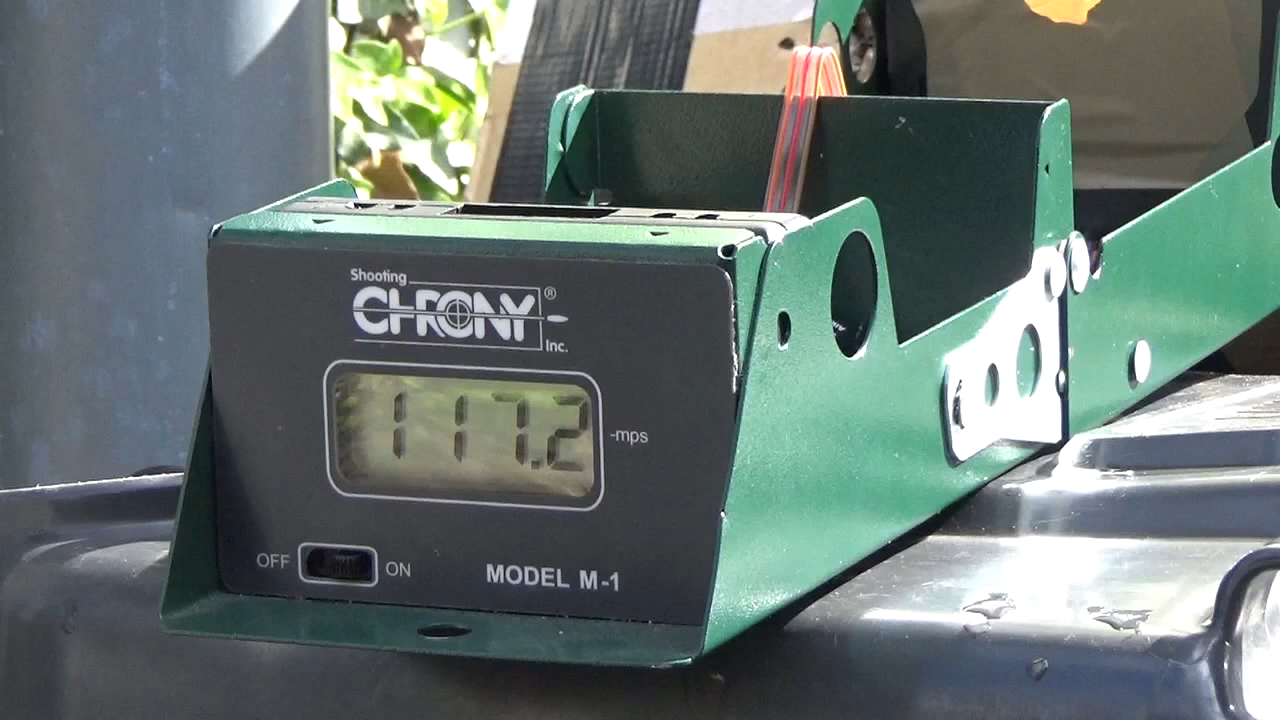 Shooting
CHRONY®
Inc.
117.2
-mps
OFF ON
MODEL M-1